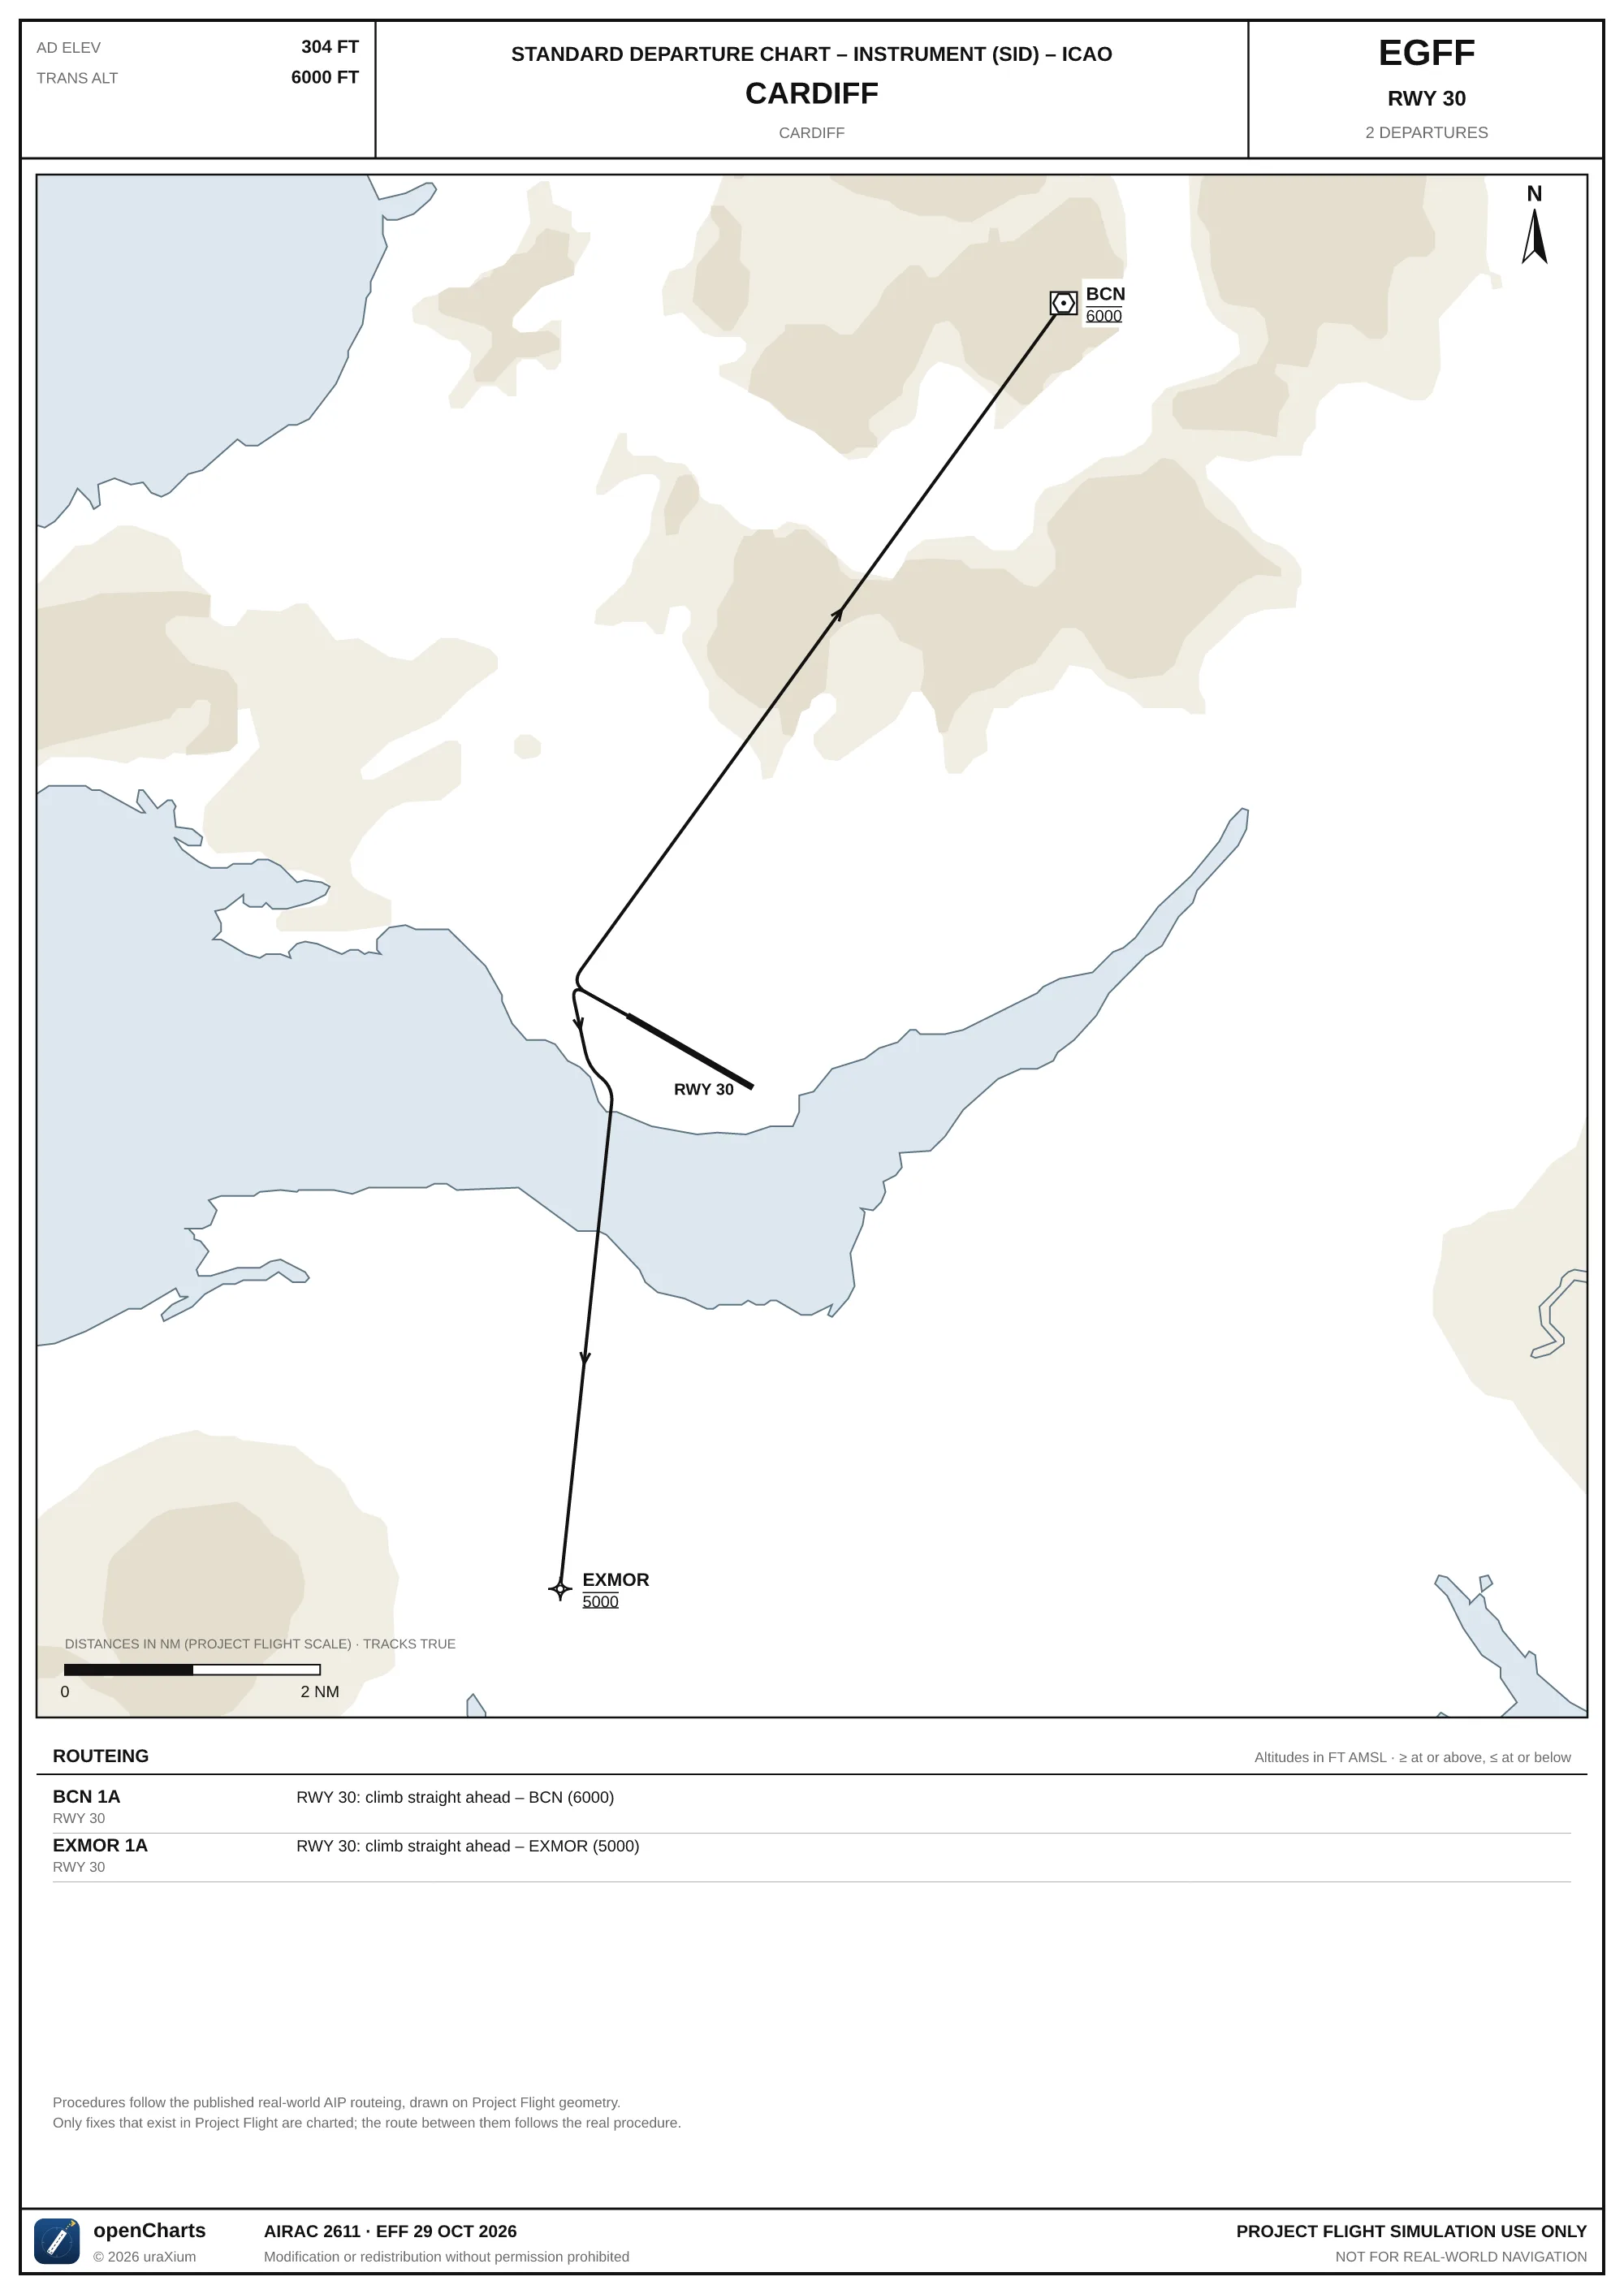 AD ELEV 304 FT
TRANS ALT 6000 FT
STANDARD DEPARTURE CHART – INSTRUMENT (SID) – ICAO
CARDIFF
CARDIFF
EGFF
RWY 30
2 DEPARTURES
N
BCN
6000
RWY 30
EXMOR
5000
DISTANCES IN NM (PROJECT FLIGHT SCALE) · TRACKS TRUE
0 2 NM
ROUTEING Altitudes in FT AMSL · ≥ at or above, ≤ at or below
BCN 1A RWY 30: climb straight ahead – BCN (6000)
RWY 30
EXMOR 1A RWY 30: climb straight ahead – EXMOR (5000)
RWY 30
Procedures follow the published real-world AIP routeing, drawn on Project Flight geometry.
Only fixes that exist in Project Flight are charted; the route between them follows the real procedure.
openCharts AIRAC 2611 · EFF 29 OCT 2026 PROJECT FLIGHT SIMULATION USE ONLY
© 2026 uraXium Modification or redistribution without permission prohibited NOT FOR REAL-WORLD NAVIGATION